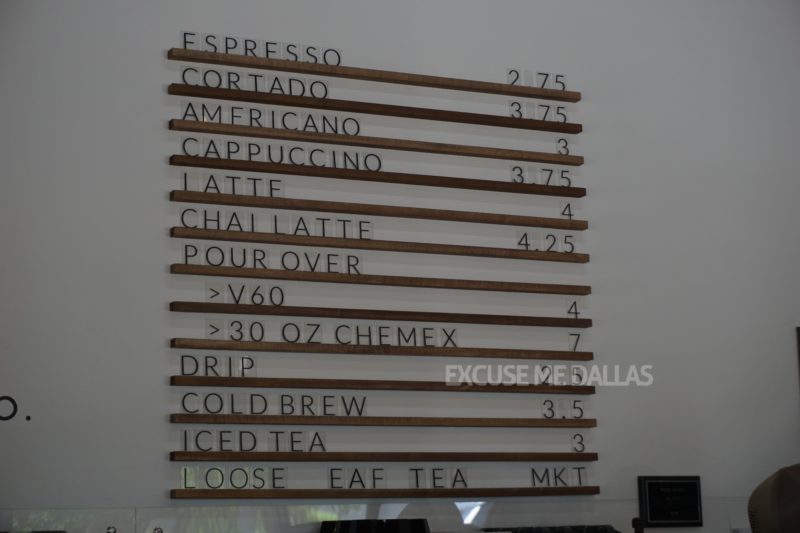 ESPRESSO 2.75
CORTADO 3.75
AMERICANO 3
CAPPUCCINO 3.75
LATTE 4
CHAI LATTE 4.25
POUR OVER
>V60 4
>30 OZ CHEMEX 7
DRIP 2.5
EXCUSE ME DALLAS
COLD BREW 3.5
O.
ICED TEA 3
LOOSE EAF TEA MKT